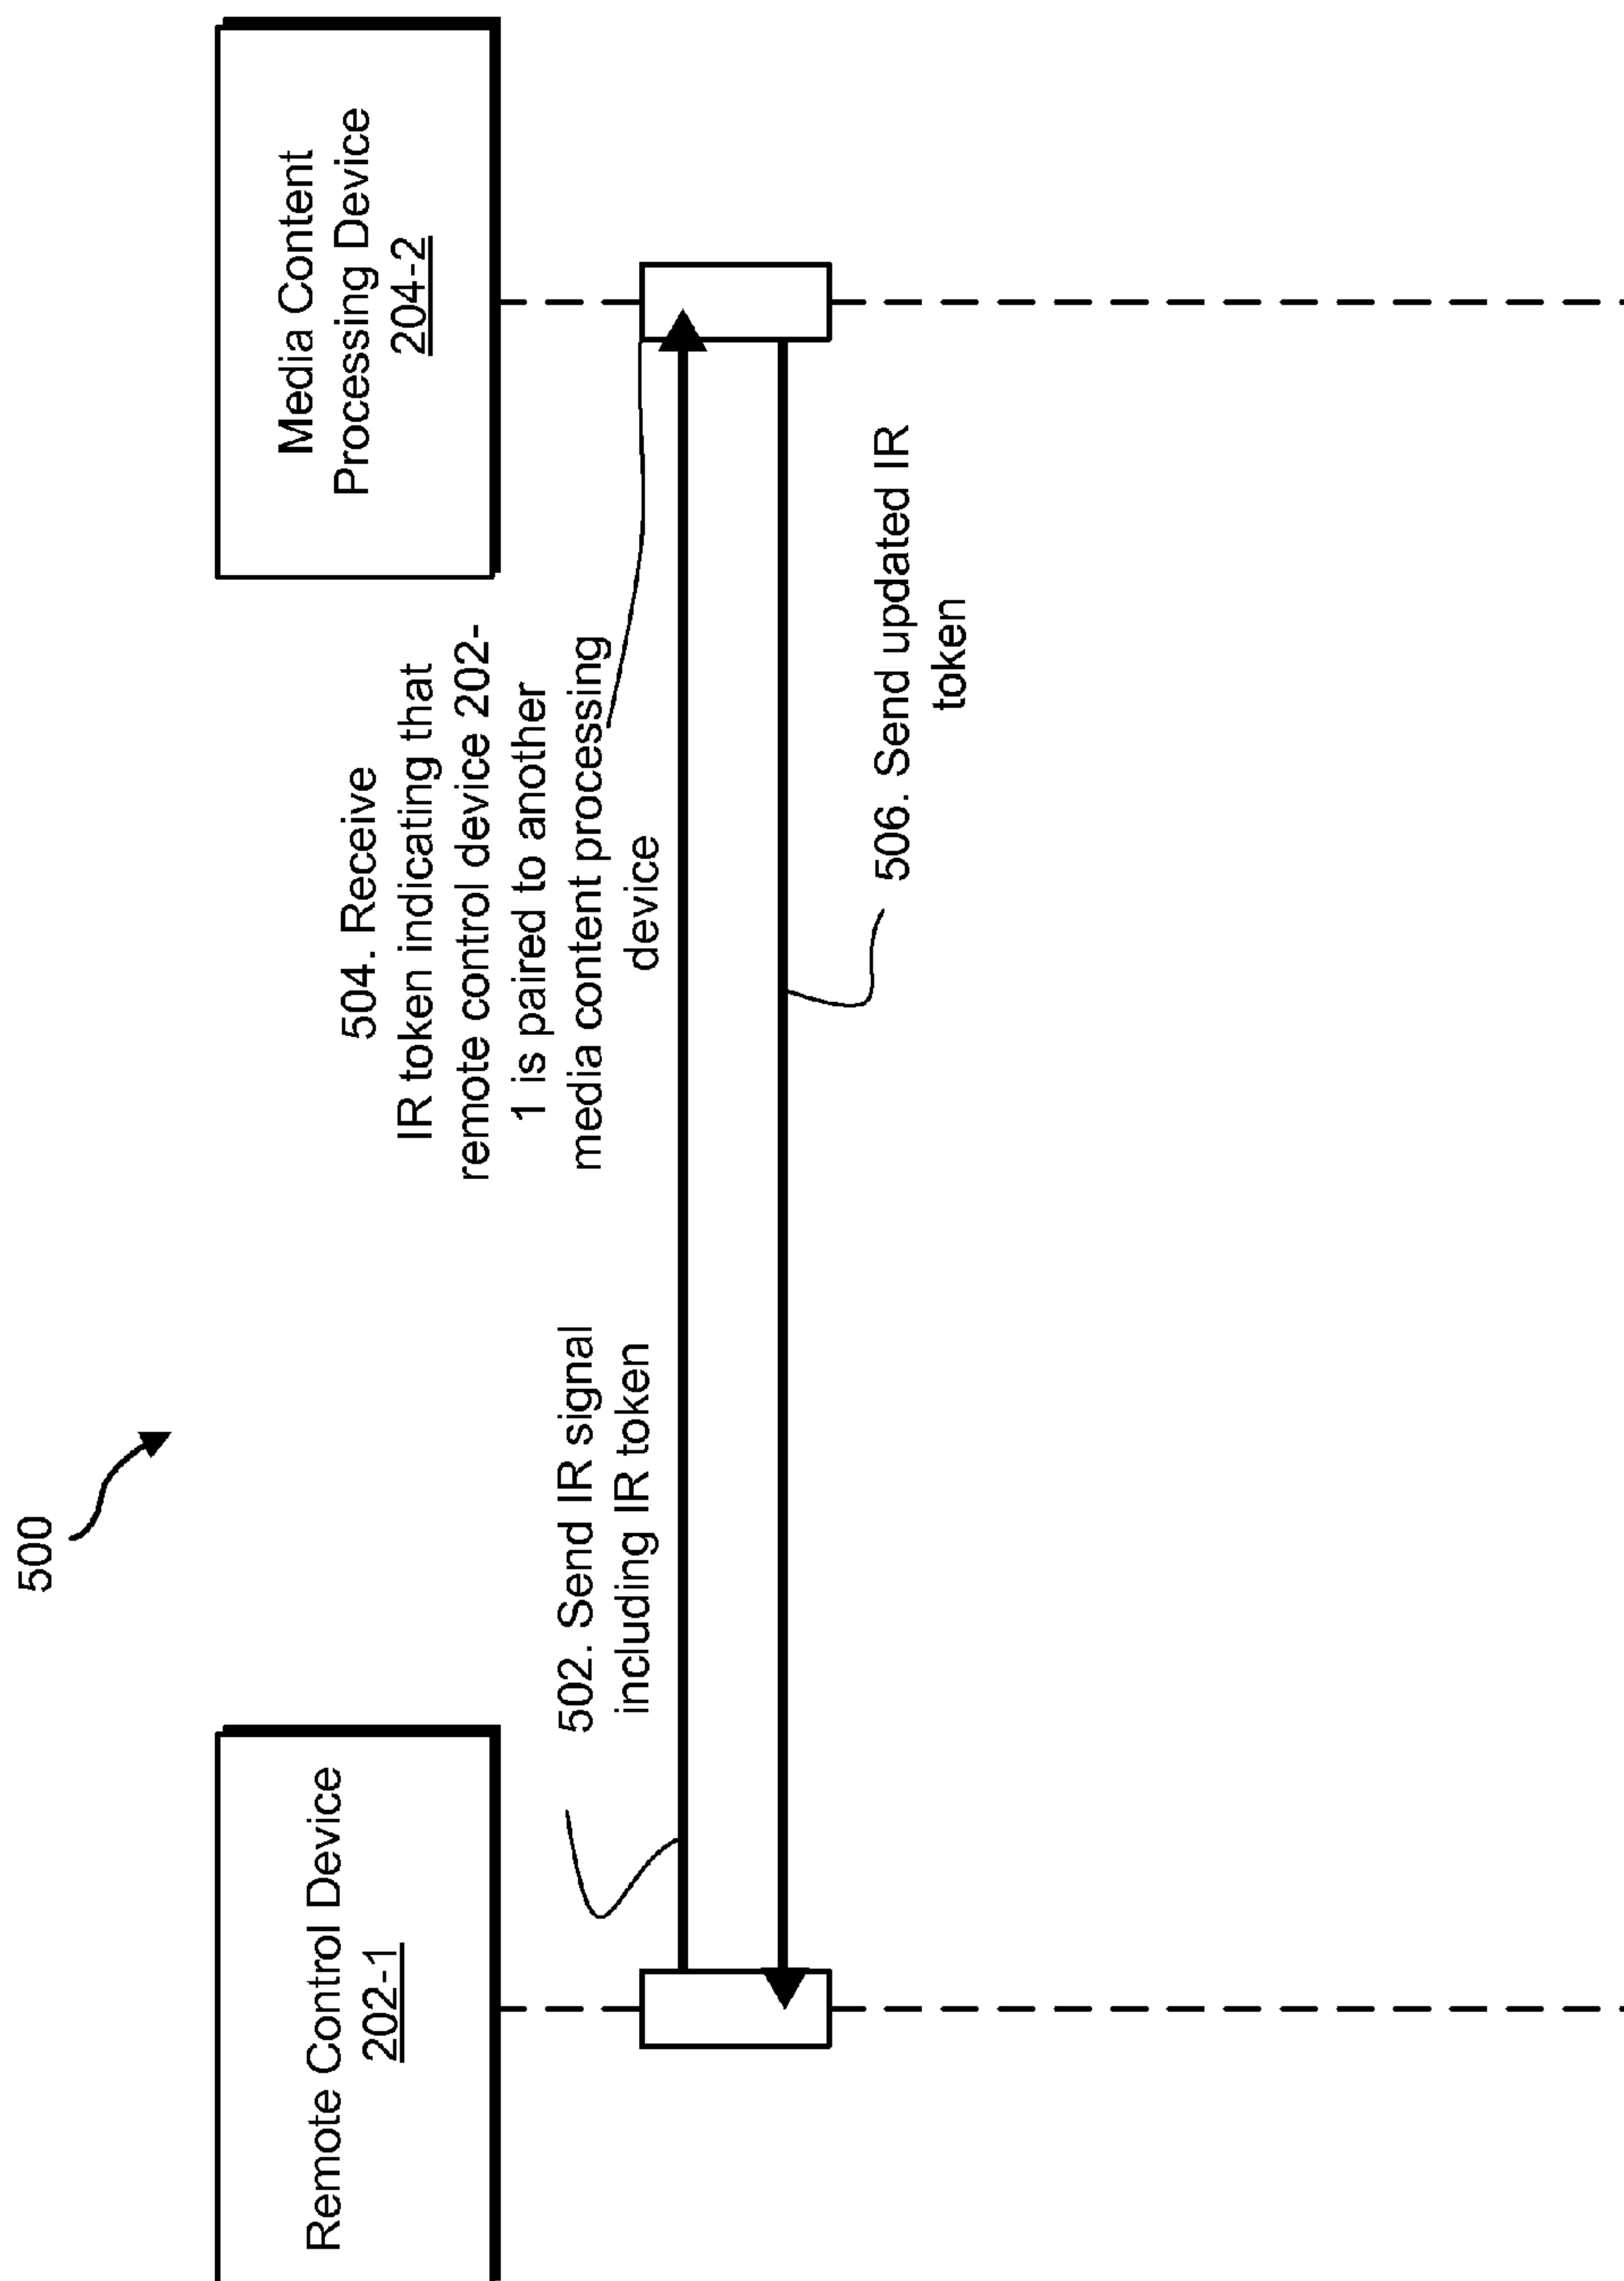 500
Remote Control Device
202-1
Media Content
Processing Device
204-2
502. Send IR signal
including IR token
504. Receive
IR token indicating that
remote control device 202-
1 is paired to another
media content processing
device
506. Send updated IR
token